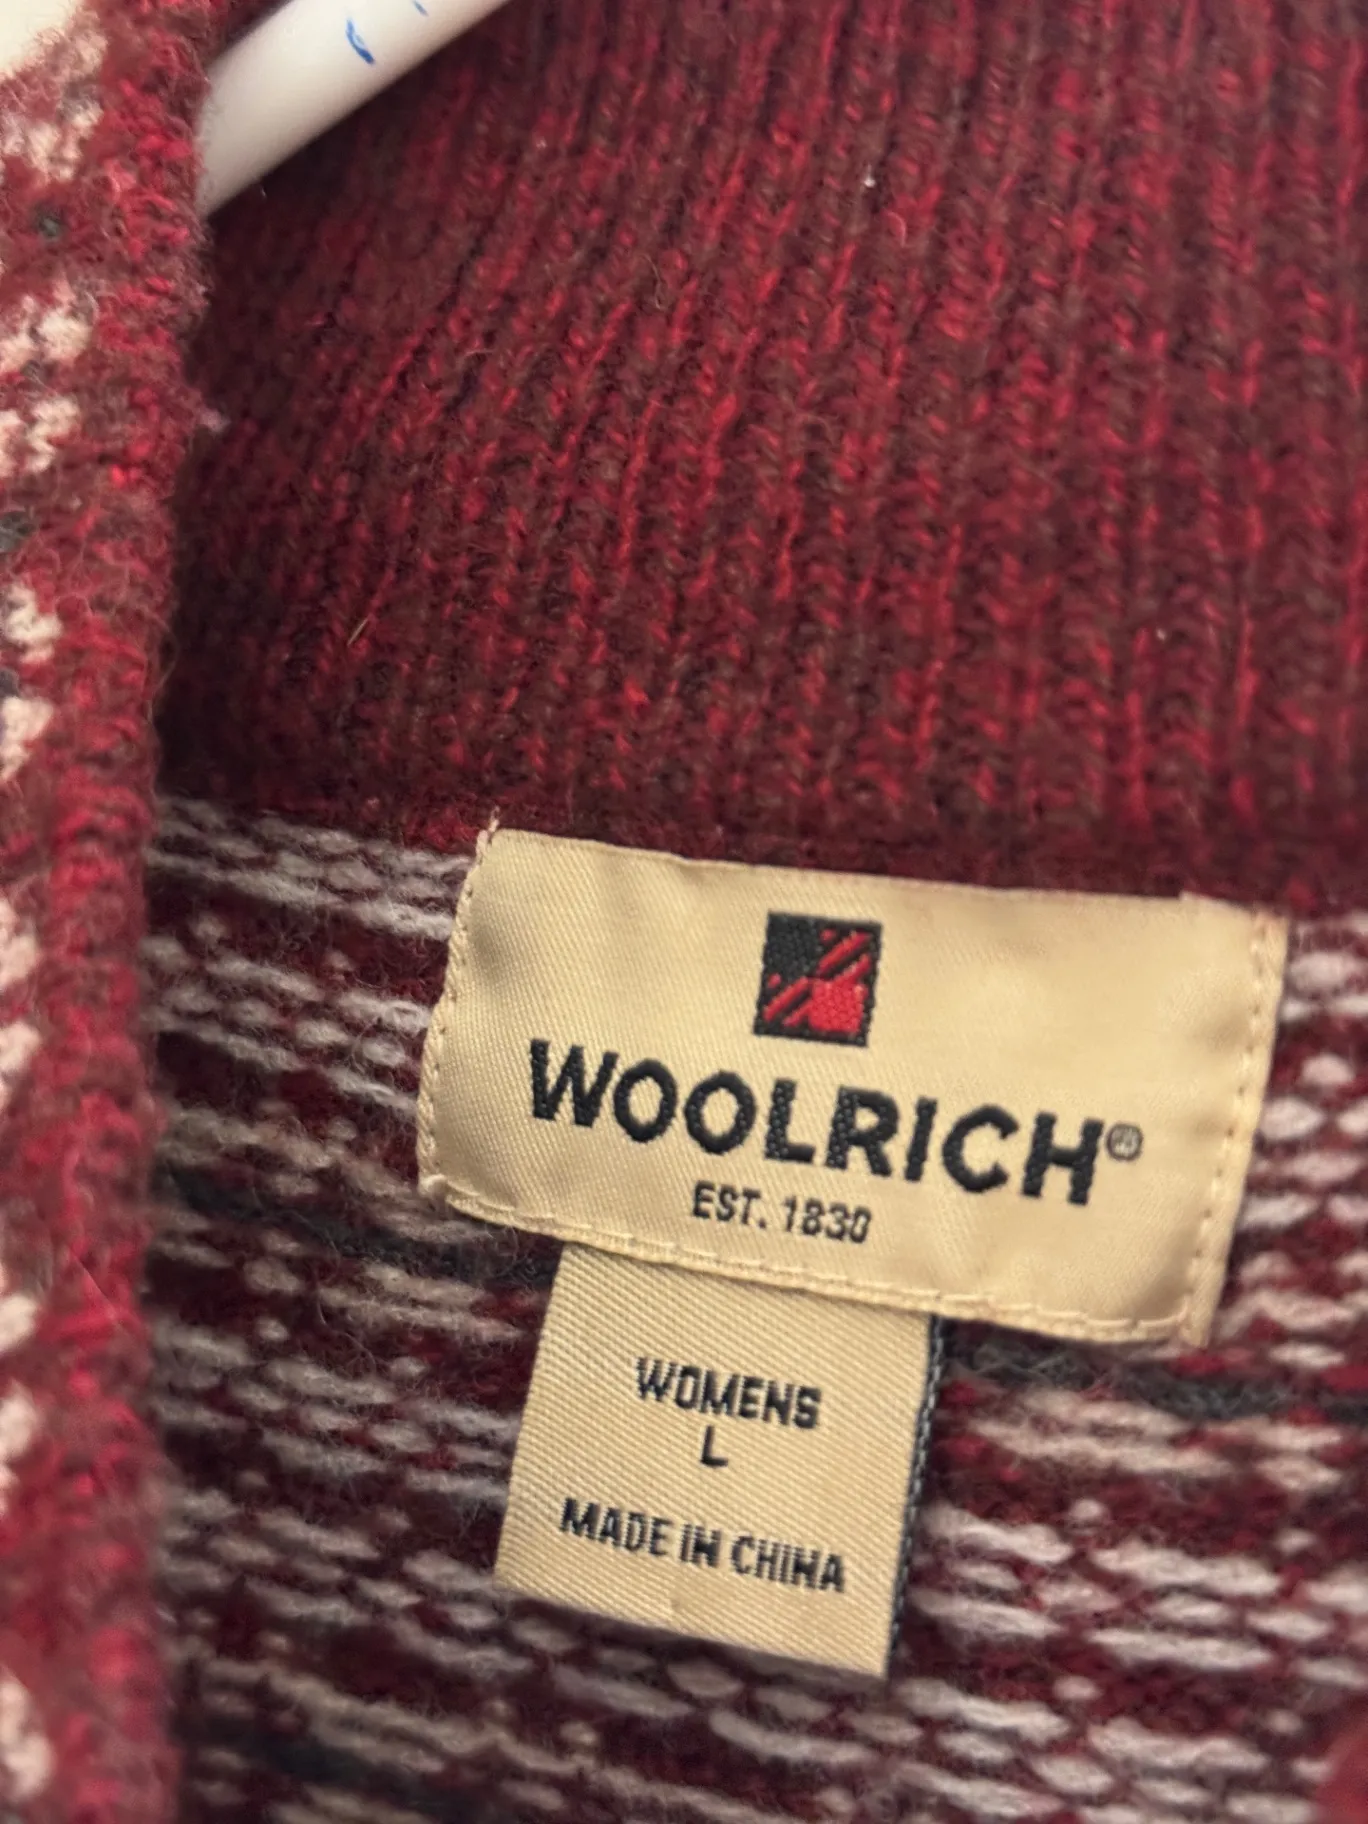 WOOLRICH®
EST. 1830
WOMENS
L
MADE IN CHINA